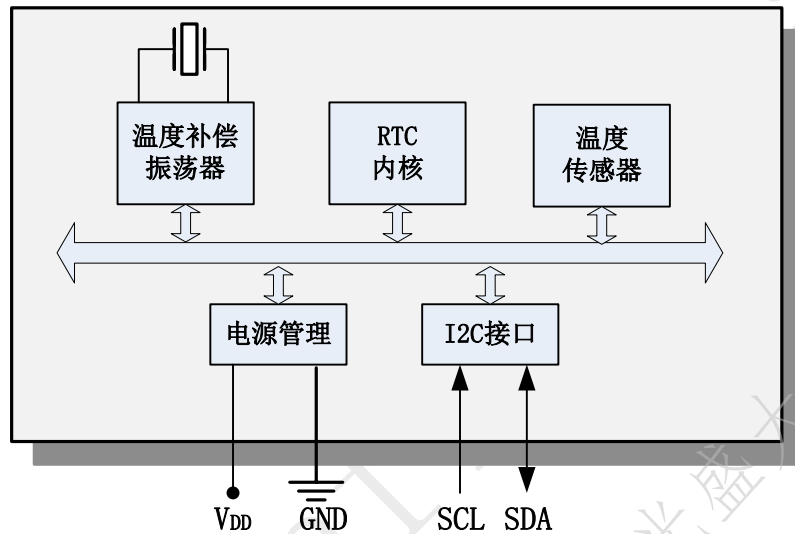 温度补偿
振荡器
RTC
内核
温度
传感器
电源管理
I2C接口
VDD
GND
SCL
SDA